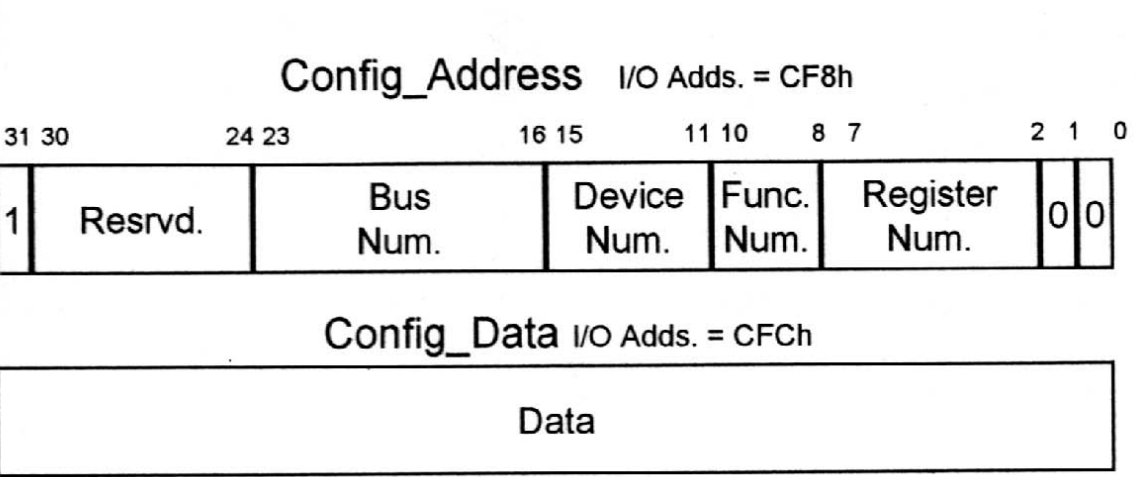 Config_Address I/O Adds. = CF8h
31 30 24 23 16 15 11 10 8 7 2 1 0
1 Resrvd. Bus Num. Device Num. Func. Num. Register Num. 0 0
Config_Data I/O Adds. = CFCh
Data